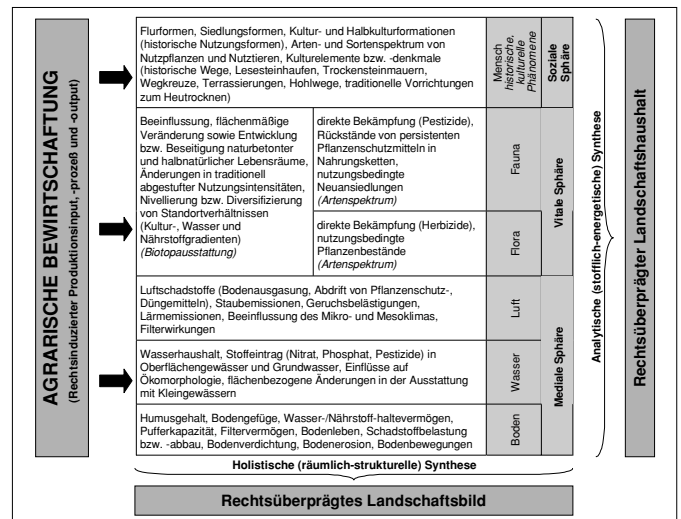 AGRARISCHE BEWIRTSCHAFTUNG
(Rechtsinduzierter Produktionsinput, -prozeß und -output)
Flurformen, Siedlungsformen, Kultur- und Halbkulturformationen
(historische Nutzungsformen), Arten- und Sortenspektrum von
Nutzpflanzen und Nutztieren, Kulturelemente bzw. -denkmale
(historische Wege, Lesesteinhaufen, Trockensteinmauern,
Wegkreuze, Terrassierungen, Hohlwege, traditionelle Vorrichtungen
zum Heutrocknen)
Mensch
historische,
kulturelle
Phänomene
Soziale
Sphäre
Beeinflussung, flächenmäßige
Veränderung sowie Entwicklung
bzw. Beseitigung naturbetonter
und halbnatürlicher Lebensräume,
Änderungen in traditionell
abgestufter Nutzungsintensitäten,
Nivellierung bzw. Diversifizierung
von Standortverhältnissen
(Kultur-, Wasser und
Nährstoffgradienten)
(Biotopausstattung)
direkte Bekämpfung (Pestizide),
Rückstände von persistenten
Pflanzenschutzmitteln in
Nahrungsketten,
nutzungsbedingte
Neuansiedlungen
(Artenspektrum)
Fauna
direkte Bekämpfung (Herbizide),
nutzungsbedingte
Pflanzenbestände
(Artenspektrum)
Flora
Vitale Sphäre
Luftschadstoffe (Bodenausgasung, Abdrift von Pflanzenschutz-,
Düngemitteln), Staubemissionen, Geruchsbelästigungen,
Lärmemissionen, Beeinflussung des Mikro- und Mesoklimas,
Filterwirkungen
Luft
Wasserhaushalt, Stoffeintrag (Nitrat, Phosphat, Pestizide) in
Oberflächengewässer und Grundwasser, Einflüsse auf
Ökomorphologie, flächenbezogene Änderungen in der Ausstattung
mit Kleingewässern
Wasser
Humusgehalt, Bodengefüge, Wasser-/Nährstoff-haltevermögen,
Pufferkapazität, Filtervermögen, Bodenleben, Schadstoffbelastung
bzw. -abbau, Bodenverdichtung, Bodenerosion, Bodenbewegungen
Boden
Mediale Sphäre
Analytische (stofflich-energetische) Synthese
Rechtsüberprägter Landschaftshaushalt
Holistische (räumlich-strukturelle) Synthese
Rechtsüberprägtes Landschaftsbild